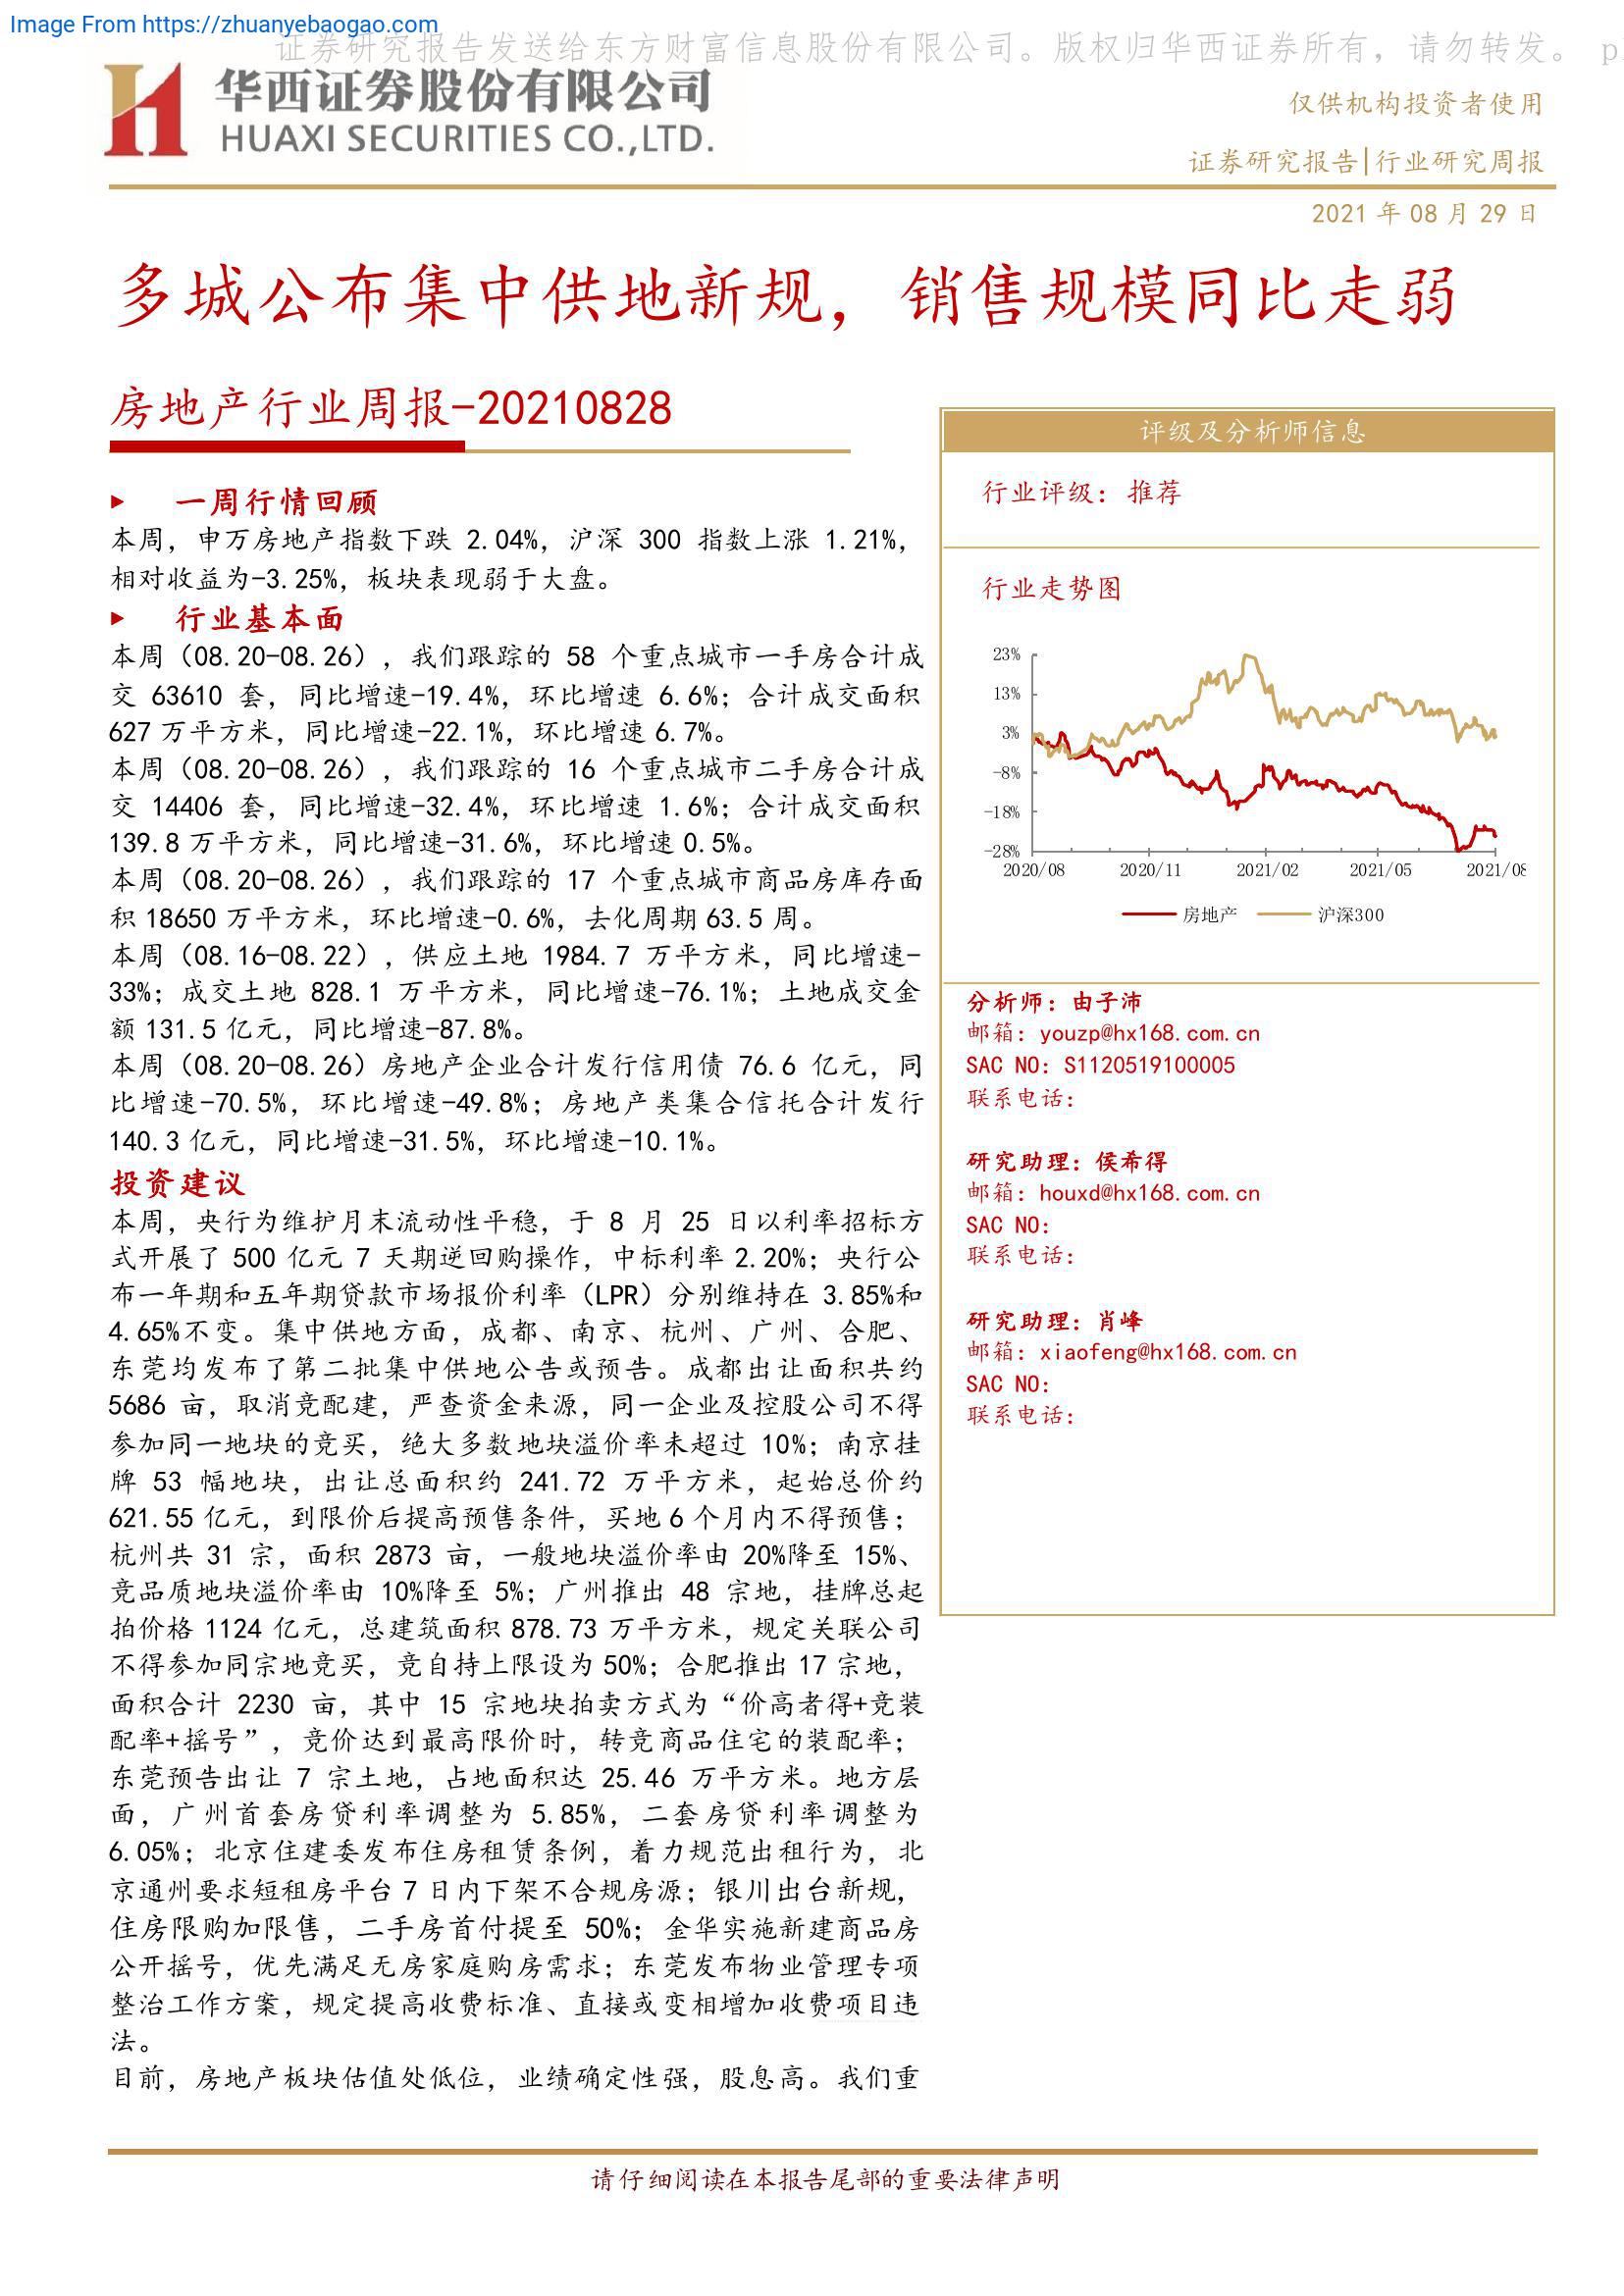 Image From https://zhuanyebaogao.com
证券研究报告发送给东方财富信息股份有限公司。版权归华西证券所有，请勿转发。 p
华西证券股份有限公司
HUAXI SECURITIES CO.,LTD.
仅供机构投资者使用
证券研究报告|行业研究周报
2021 年 08 月 29 日
多城公布集中供地新规，销售规模同比走弱
房地产行业周报-20210828
一周行情回顾
本周，申万房地产指数下跌 2.04%，沪深 300 指数上涨 1.21%，
相对收益为-3.25%，板块表现弱于大盘。
行业基本面
本周（08.20-08.26），我们跟踪的 58 个重点城市一手房合计成
交 63610 套，同比增速-19.4%，环比增速 6.6%；合计成交面积
627 万平方米，同比增速-22.1%，环比增速 6.7%。
本周（08.20-08.26），我们跟踪的 16 个重点城市二手房合计成
交 14406 套，同比增速-32.4%，环比增速 1.6%；合计成交面积
139.8 万平方米，同比增速-31.6%，环比增速 0.5%。
本周（08.20-08.26），我们跟踪的 17 个重点城市商品房库存面
积 18650 万平方米，环比增速-0.6%，去化周期 63.5 周。
本周（08.16-08.22），供应土地 1984.7 万平方米，同比增速-
33%；成交土地 828.1 万平方米，同比增速-76.1%；土地成交金
额 131.5 亿元，同比增速-87.8%。
本周（08.20-08.26）房地产企业合计发行信用债 76.6 亿元，同
比增速-70.5%，环比增速-49.8%；房地产类集合信托合计发行
140.3 亿元，同比增速-31.5%，环比增速-10.1%。
投资建议
本周，央行为维护月末流动性平稳，于 8 月 25 日以利率招标方
式开展了 500 亿元 7 天期逆回购操作，中标利率 2.20%；央行公
布一年期和五年期贷款市场报价利率（LPR）分别维持在 3.85%和
4.65%不变。集中供地方面，成都、南京、杭州、广州、合肥、
东莞均发布了第二批集中供地公告或预告。成都出让面积共约
5686 亩，取消竞配建，严查资金来源，同一企业及控股公司不得
参加同一地块的竞买，绝大多数地块溢价率未超过 10%；南京挂
牌 53 幅地块，出让总面积约 241.72 万平方米，起始总价约
621.55 亿元，到限价后提高预售条件，买地 6 个月内不得预售；
杭州共 31 宗，面积 2873 亩，一般地块溢价率由 20%降至 15%、
竞品质地块溢价率由 10%降至 5%；广州推出 48 宗地，挂牌总起
拍价格 1124 亿元，总建筑面积 878.73 万平方米，规定关联公司
不得参加同宗地竞买，竞自持上限设为 50%；合肥推出 17 宗地，
面积合计 2230 亩，其中 15 宗地块拍卖方式为“价高者得+竞装
配率+摇号”，竞价达到最高限价时，转竞商品住宅的装配率；
东莞预告出让 7 宗土地，占地面积达 25.46 万平方米。地方层
面，广州首套房贷利率调整为 5.85%，二套房贷利率调整为
6.05%；北京住建委发布住房租赁条例，着力规范出租行为，北
京通州要求短租房平台 7 日内下架不合规房源；银川出台新规，
住房限购加限售，二手房首付提至 50%；金华实施新建商品房
公开摇号，优先满足无房家庭购房需求；东莞发布物业管理专项
整治工作方案，规定提高收费标准、直接或变相增加收费项目违
法。
目前，房地产板块估值处低位，业绩确定性强，股息高。我们重
评级及分析师信息
行业评级：推荐
行业走势图
23%
13%
3%
-8%
-18%
-28%
2020/08 2020/11 2021/02 2021/05 2021/08
房地产 沪深300
分析师：由子沛
邮箱：youzp@hx168.com.cn
SAC NO：S1120519100005
联系电话：
研究助理：侯希得
邮箱：houxd@hx168.com.cn
SAC NO：
联系电话：
研究助理：肖峰
邮箱：xiaofeng@hx168.com.cn
SAC NO：
联系电话：
请仔细阅读在本报告尾部的重要法律声明